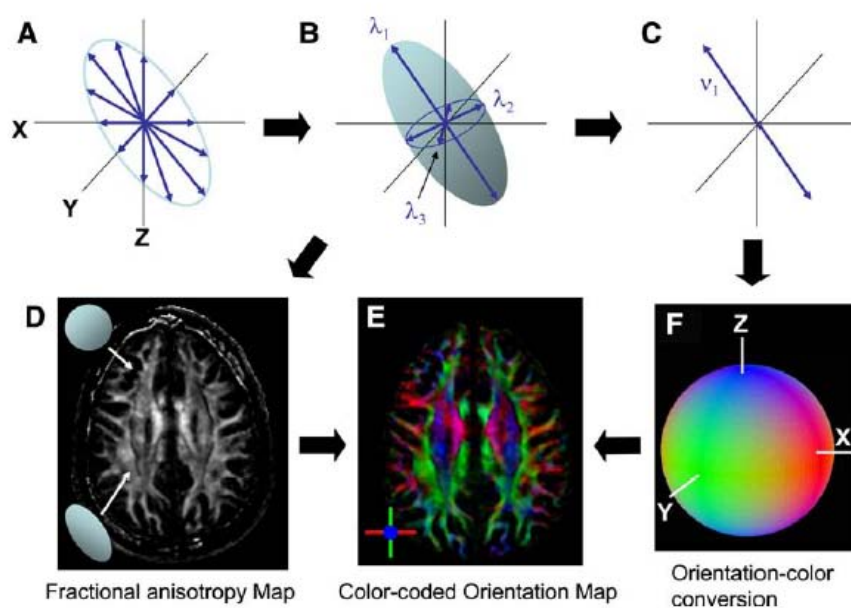 A
B
C
λ1
λ2
ν1
X
Y
λ3
Z
D
E
F
Z
X
Y
Fractional anisotropy Map
Color-coded Orientation Map
Orientation-color
conversion